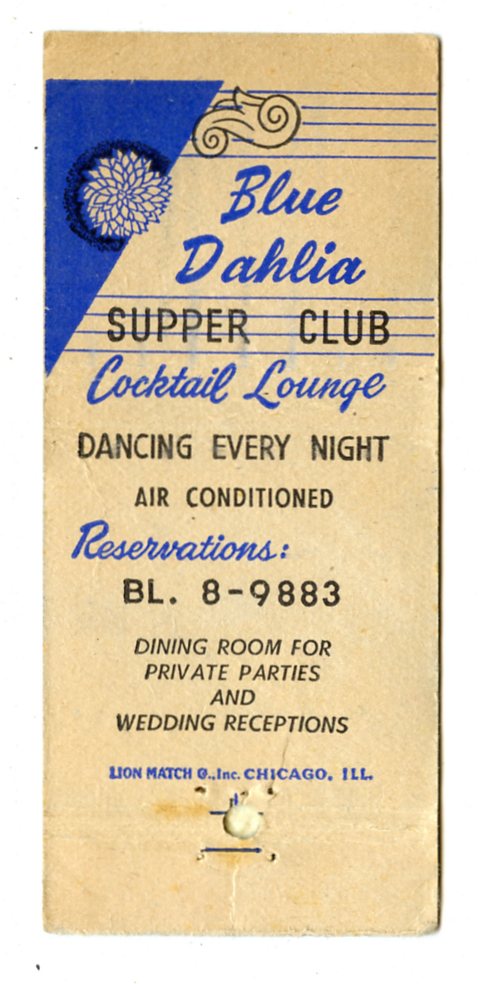 Blue
Dahlia
SUPPER CLUB
Cocktail Lounge
DANCING EVERY NIGHT
AIR CONDITIONED
Reservations:
BL. 8-9883
DINING ROOM FOR
PRIVATE PARTIES
AND
WEDDING RECEPTIONS
LION MATCH CO., Inc. CHICAGO, ILL.